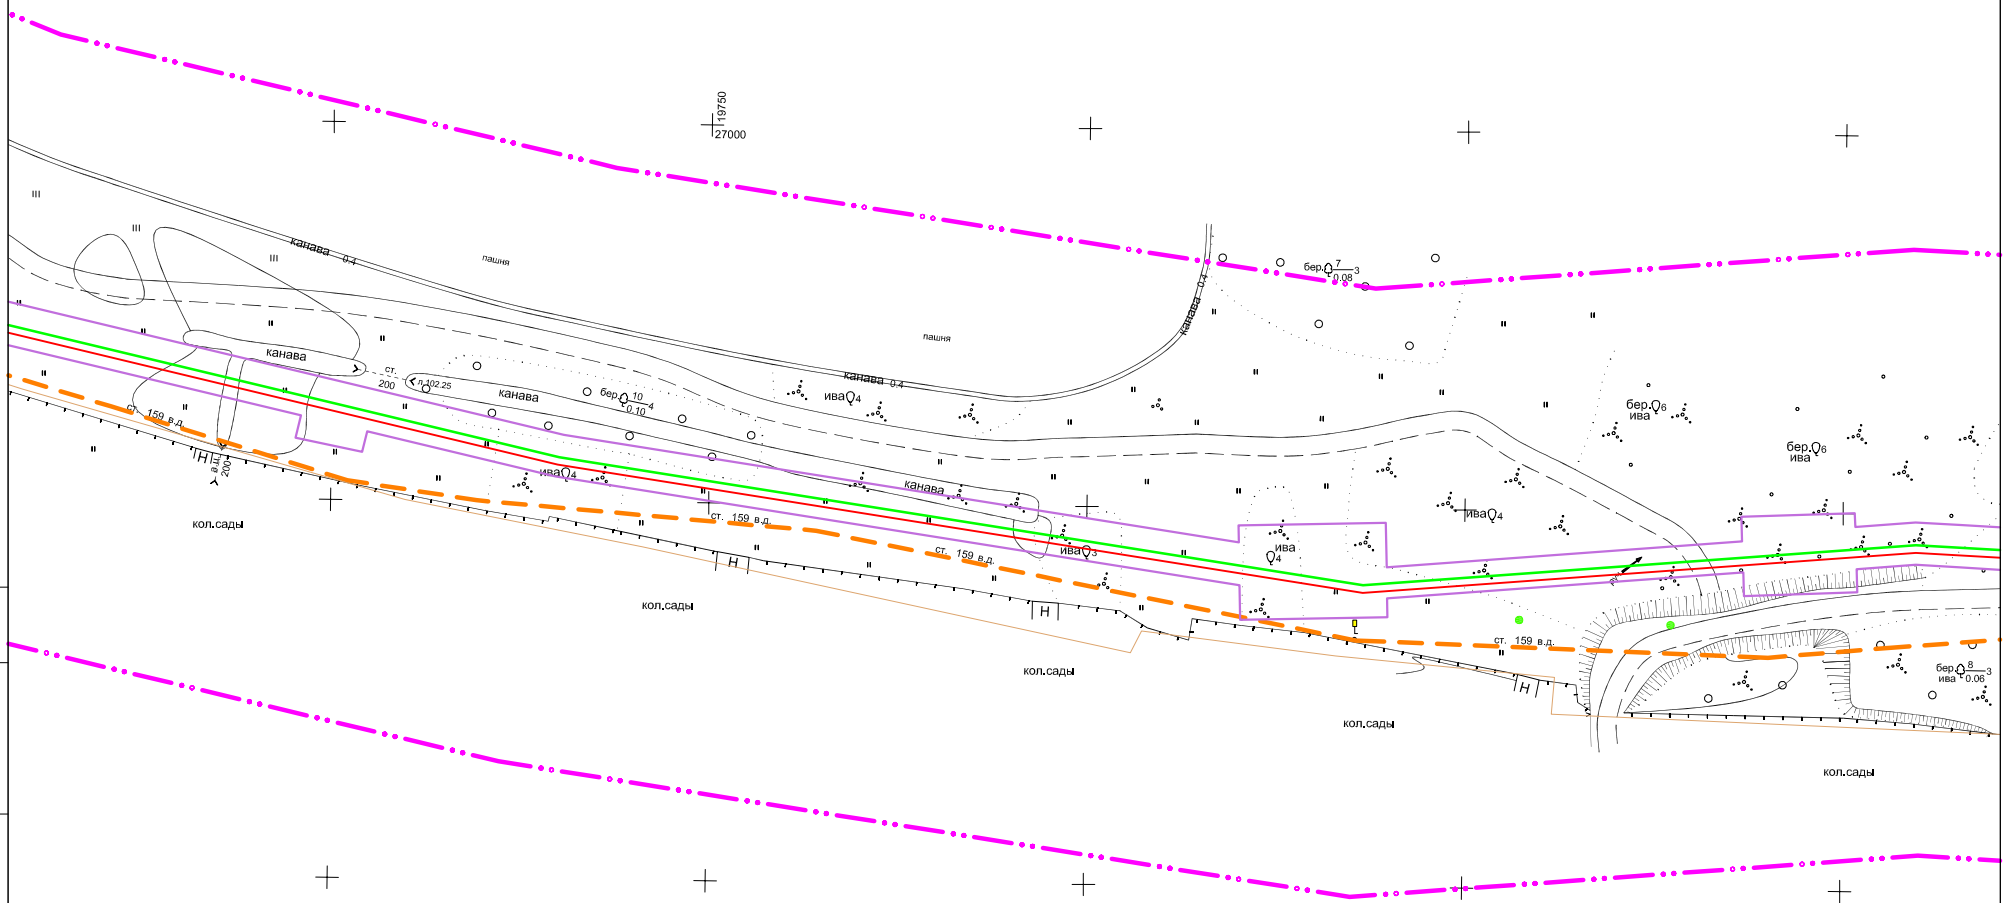 19750
27000
канава 0.4
пашня
бер. 7 3
0.08
канава 0.4
пашня
канава
ст.
200
л.102.25
канава
бер. 10 4
0.10
канава 0.4
ива 4
бер. 6
ива
бер. 6
ива
ст. 159 в.д.
Н
200
ива 4
канава
ива 4
кол.сады
ст. 159 в.д.
ива 3
ст. 159 в.д.
ива
4
Н
кол.сады
Н
ст. 159 в.д.
кол.сады
Н
бер. 8 3
ива 0.06
кол.сады
кол.сады